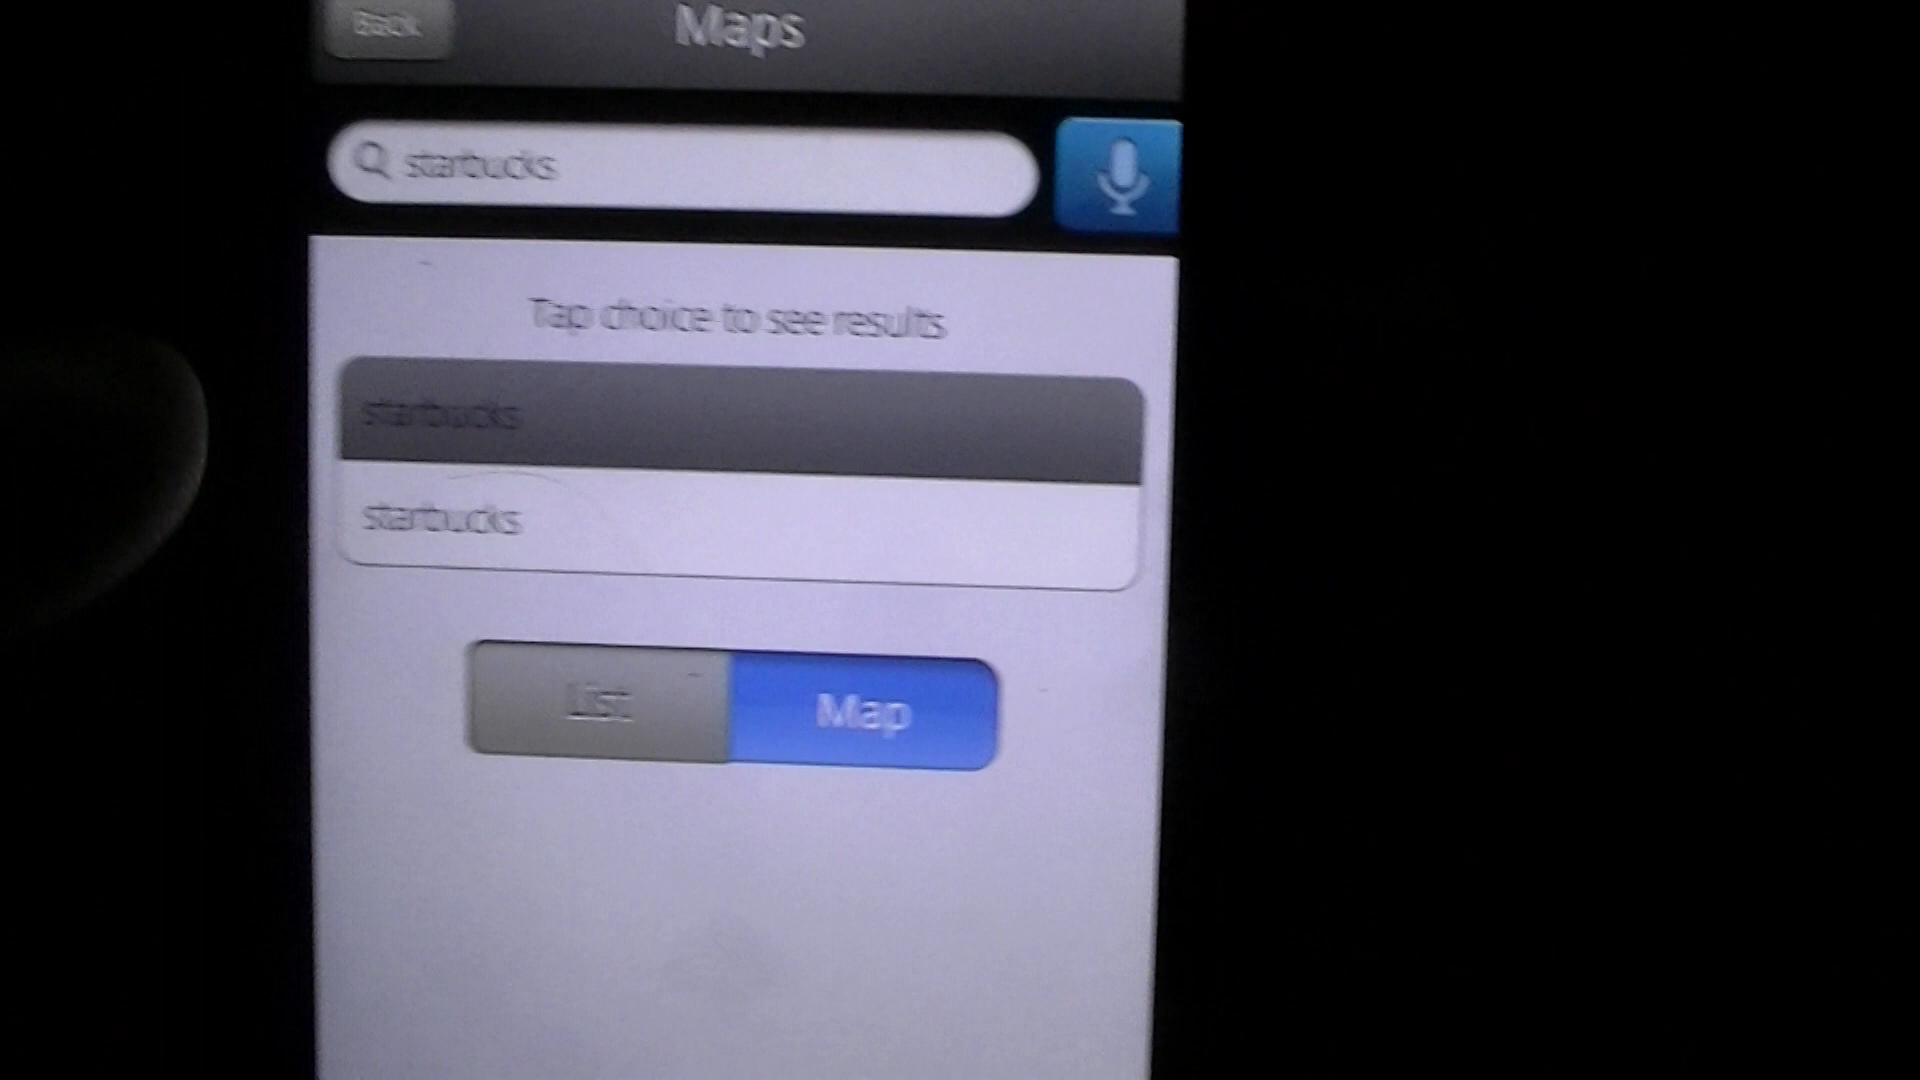 Back
Maps
starbucks
Tap choice to see results
starbucks
starbucks
List
Map